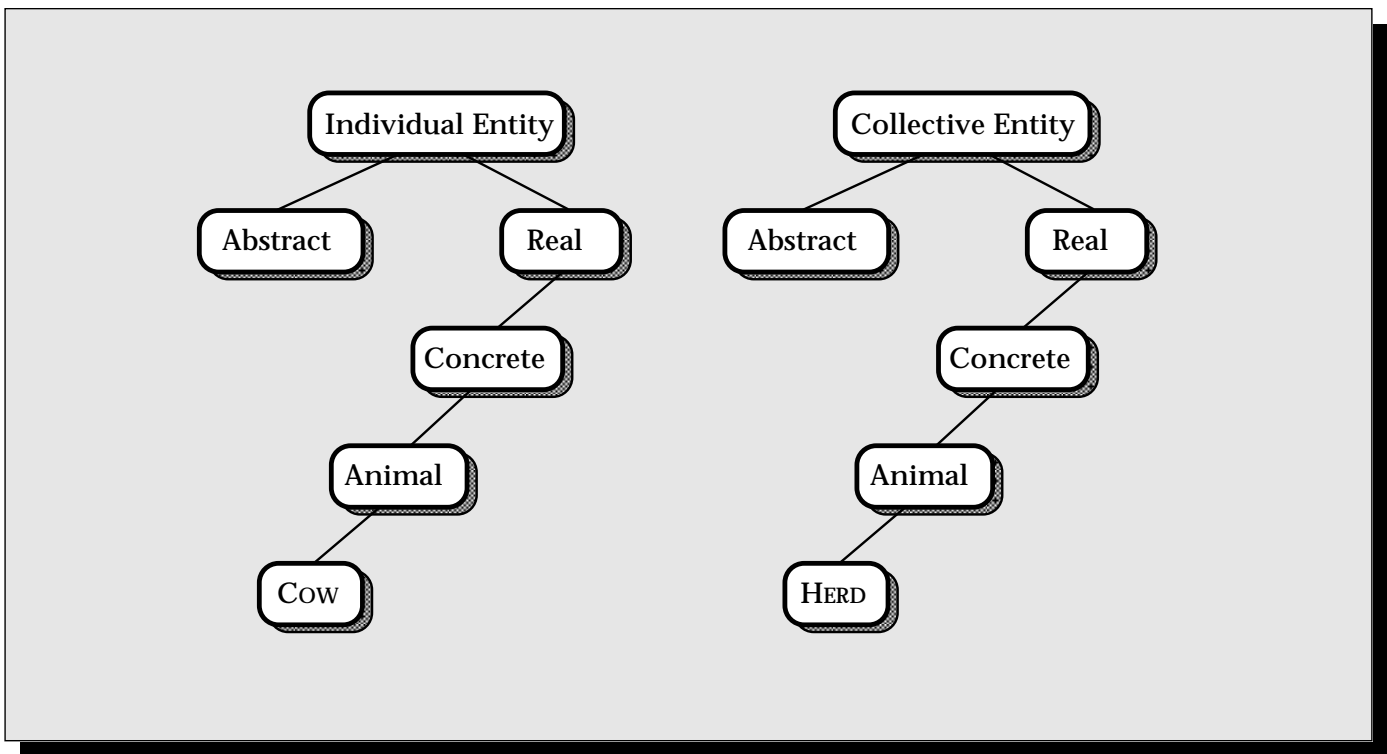 Individual Entity
Collective Entity
Abstract
Real
Abstract
Real
Concrete
Concrete
Animal
Animal
COW
HERD